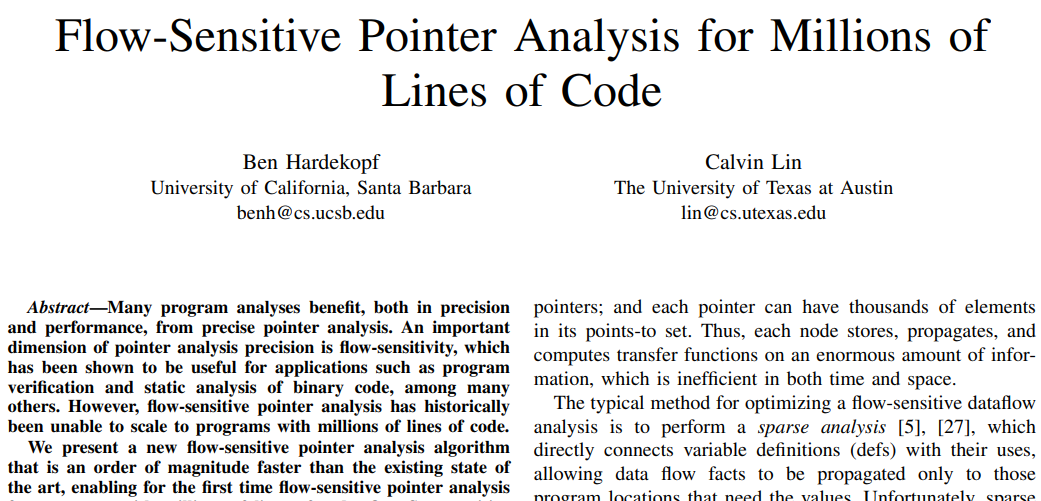 Flow-Sensitive Pointer Analysis for Millions of
Lines of Code
Ben Hardekopf
University of California, Santa Barbara
benh@cs.ucsb.edu
Calvin Lin
The University of Texas at Austin
lin@cs.utexas.edu
Abstract—Many program analyses benefit, both in precision
and performance, from precise pointer analysis. An important
dimension of pointer analysis precision is flow-sensitivity, which
has been shown to be useful for applications such as program
verification and static analysis of binary code, among many
others. However, flow-sensitive pointer analysis has historically
been unable to scale to programs with millions of lines of code.
We present a new flow-sensitive pointer analysis algorithm
that is an order of magnitude faster than the existing state of
the art, enabling for the first time flow-sensitive pointer analysis
pointers; and each pointer can have thousands of elements
in its points-to set. Thus, each node stores, propagates, and
computes transfer functions on an enormous amount of infor-
mation, which is inefficient in both time and space.
The typical method for optimizing a flow-sensitive dataflow
analysis is to perform a sparse analysis [5], [27], which
directly connects variable definitions (defs) with their uses,
allowing data flow facts to be propagated only to those
program locations that need the values. Unfortunately, sparse